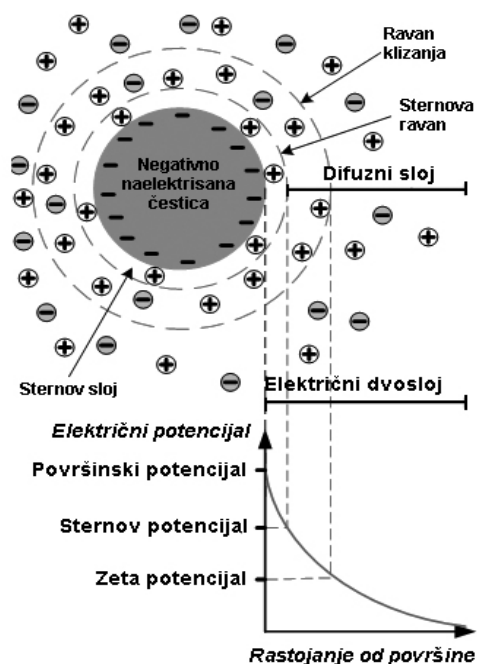 Ravan
klizanja
Sternova
ravan
Negativno
naelektrisana
čestica
Difuzni sloj
Sternov sloj
Električni dvosloj
Električni potencijal
Površinski potencijal
Sternov potencijal
Zeta potencijal
Rastojanje od površine